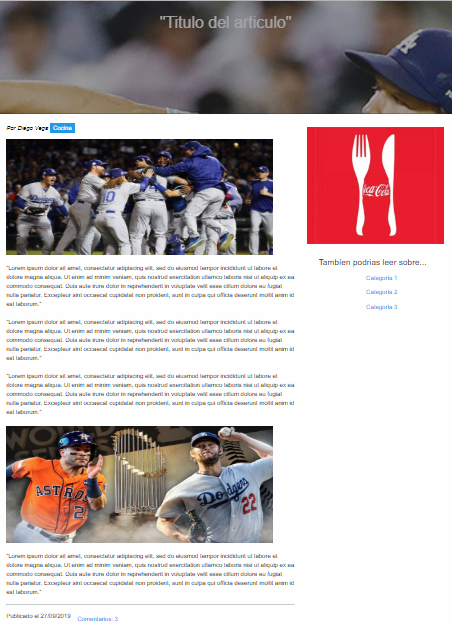 "Titulo del articulo"
Por Diego Vega Cocina
"Lorem ipsum dolor sit amet, consectetur adipiscing elit, sed do eiusmod tempor incididunt ut labore et
dolore magna aliqua. Ut enim ad minim veniam, quis nostrud exercitation ullamco laboris nisi ut aliquip ex ea
commodo consequat. Duis aute irure dolor in reprehenderit in voluptate velit esse cillum dolore eu fugiat
nulla pariatur. Excepteur sint occaecat cupidatat non proident, sunt in culpa qui officia deserunt mollit anim id
est laborum."
"Lorem ipsum dolor sit amet, consectetur adipiscing elit, sed do eiusmod tempor incididunt ut labore et
dolore magna aliqua. Ut enim ad minim veniam, quis nostrud exercitation ullamco laboris nisi ut aliquip ex ea
commodo consequat. Duis aute irure dolor in reprehenderit in voluptate velit esse cillum dolore eu fugiat
nulla pariatur. Excepteur sint occaecat cupidatat non proident, sunt in culpa qui officia deserunt mollit anim id
est laborum."
"Lorem ipsum dolor sit amet, consectetur adipiscing elit, sed do eiusmod tempor incididunt ut labore et
dolore magna aliqua. Ut enim ad minim veniam, quis nostrud exercitation ullamco laboris nisi ut aliquip ex ea
commodo consequat. Duis aute irure dolor in reprehenderit in voluptate velit esse cillum dolore eu fugiat
nulla pariatur. Excepteur sint occaecat cupidatat non proident, sunt in culpa qui officia deserunt mollit anim id
est laborum."
ASTROS
2
Dodgers
22
"Lorem ipsum dolor sit amet, consectetur adipiscing elit, sed do eiusmod tempor incididunt ut labore et
dolore magna aliqua. Ut enim ad minim veniam, quis nostrud exercitation ullamco laboris nisi ut aliquip ex ea
commodo consequat. Duis aute irure dolor in reprehenderit in voluptate velit esse cillum dolore eu fugiat
nulla pariatur. Excepteur sint occaecat cupidatat non proident, sunt in culpa qui officia deserunt mollit anim id
est laborum."
Publicado el 27/09/2019 Comentarios: 3
Coca-Cola
Tambien podrias leer sobre...
Categoria 1
Categoria 2
Categoria 3